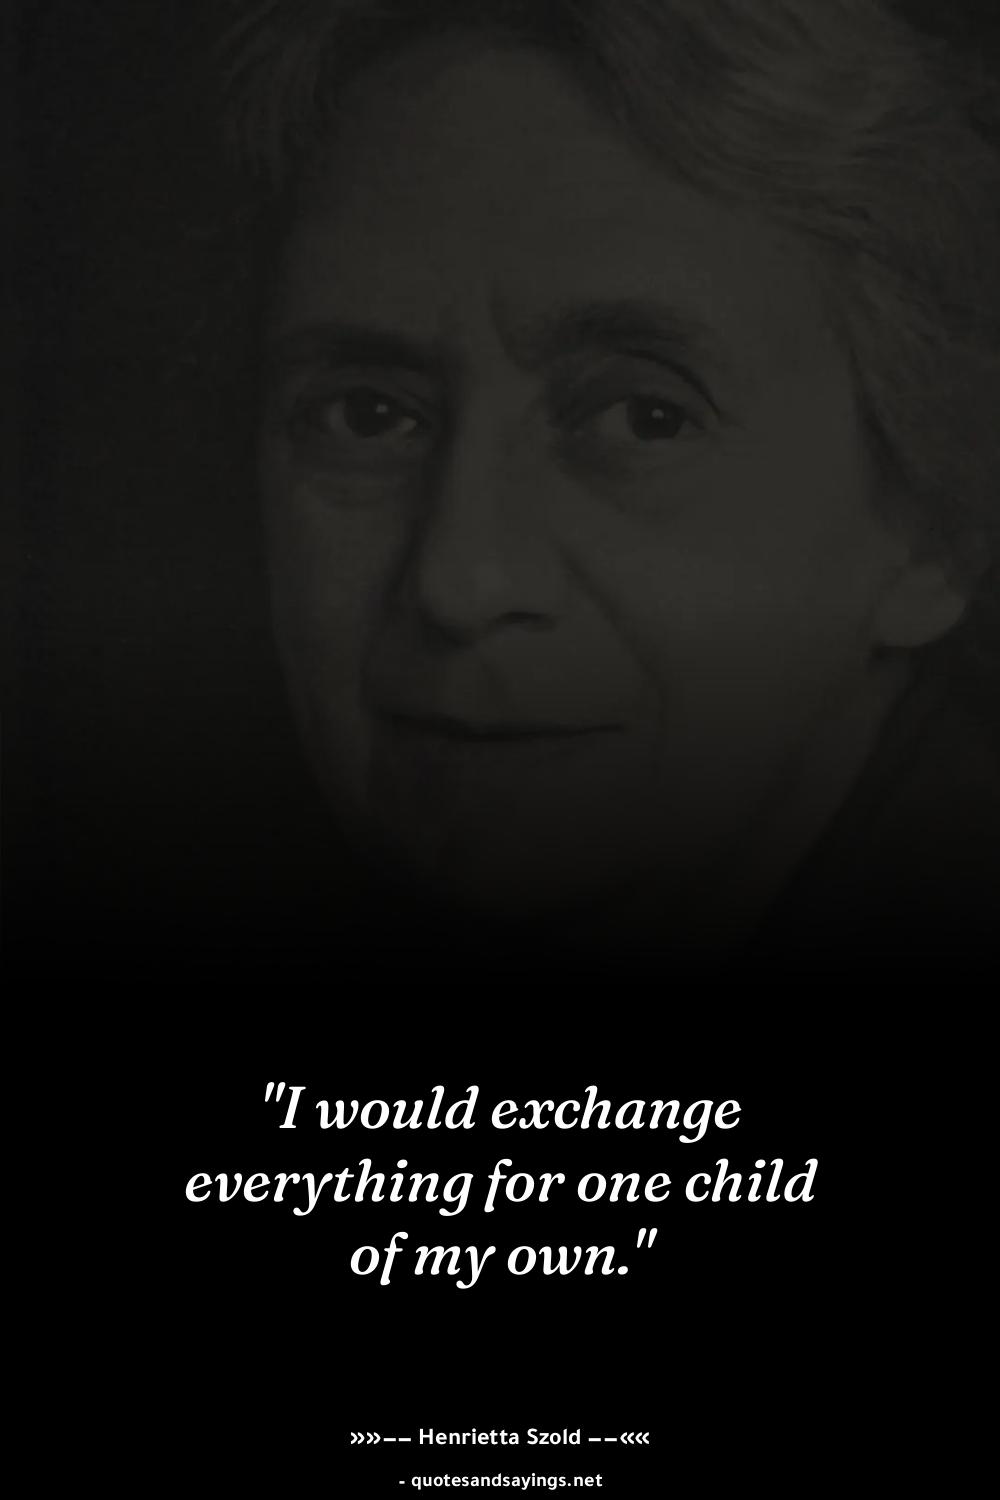 "I would exchange
everything for one child
of my own."
»»–– Henrietta Szold ––««
- quotesandsayings.net